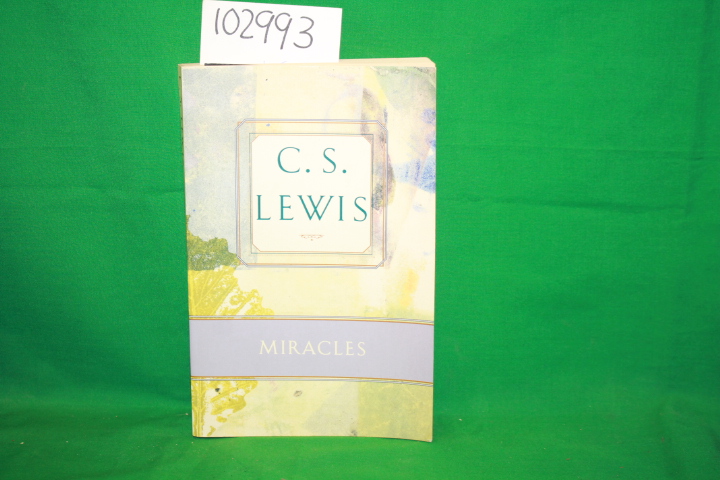 102993
C. S.
LEWIS
MIRACLES